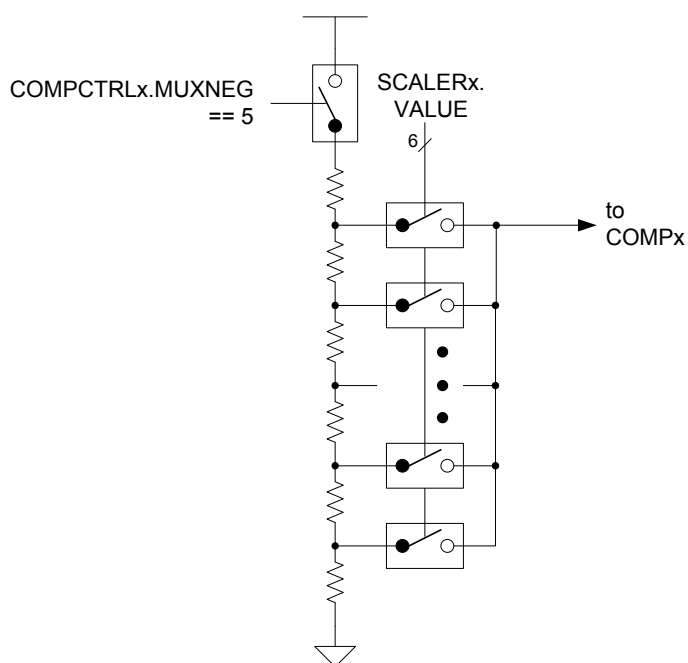 COMPCTRLx.MUXNEG
== 5
SCALERx.
VALUE
6
to
COMPx